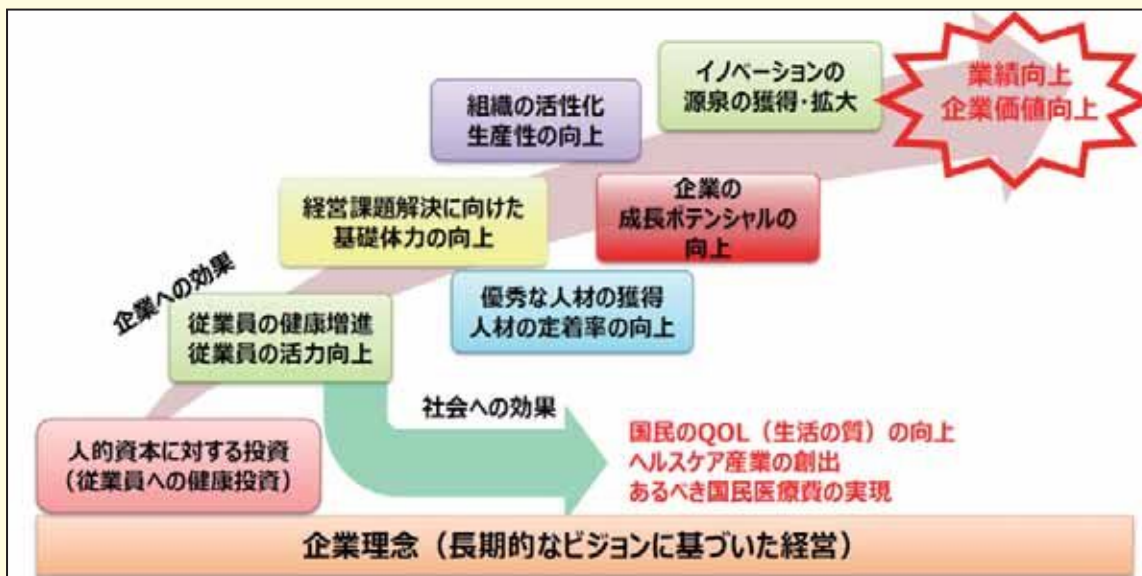 イノベーションの
源泉の獲得・拡大
業績向上
企業価値向上
組織の活性化
生産性の向上
企業の
成長ポテンシャルの
向上
経営課題解決に向けた
基礎体力の向上
優秀な人材の獲得
人材の定着率の向上
企業への効果
従業員の健康増進
従業員の活力向上
社会への効果
国民のQOL（生活の質）の向上
ヘルスケア産業の創出
あるべき国民医療費の実現
人的資本に対する投資
（従業員への健康投資）
企業理念（長期的なビジョンに基づいた経営）